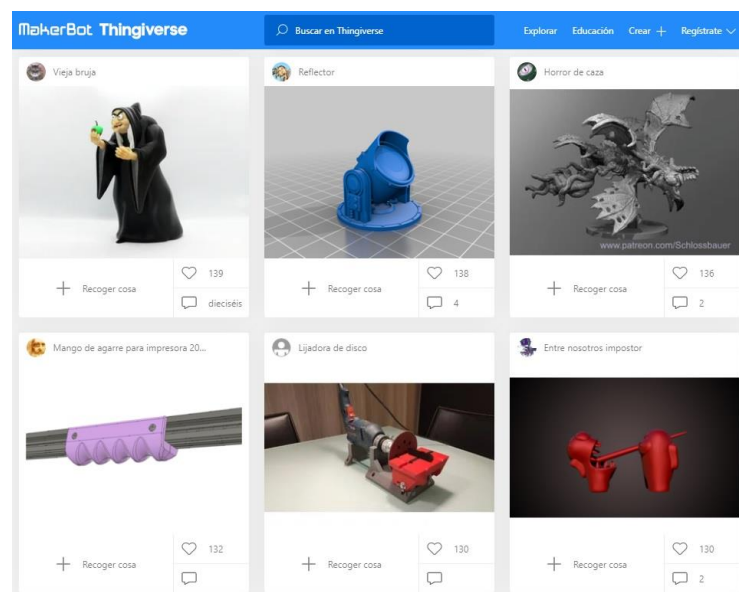 MakerBot Thingiverse
Buscar en Thingiverse
Explorar Educación Crear Regístrate
Vieja bruja
Reflector
Horror de caza
www.patreon.com/Schlossbauer
Recoger cosa
139
dieciséis
Recoger cosa
138
4
Recoger cosa
136
2
Mango de agarre para impresora 20...
Lijadora de disco
Entre nosotros impostor
Recoger cosa
132
Recoger cosa
130
Recoger cosa
130
2